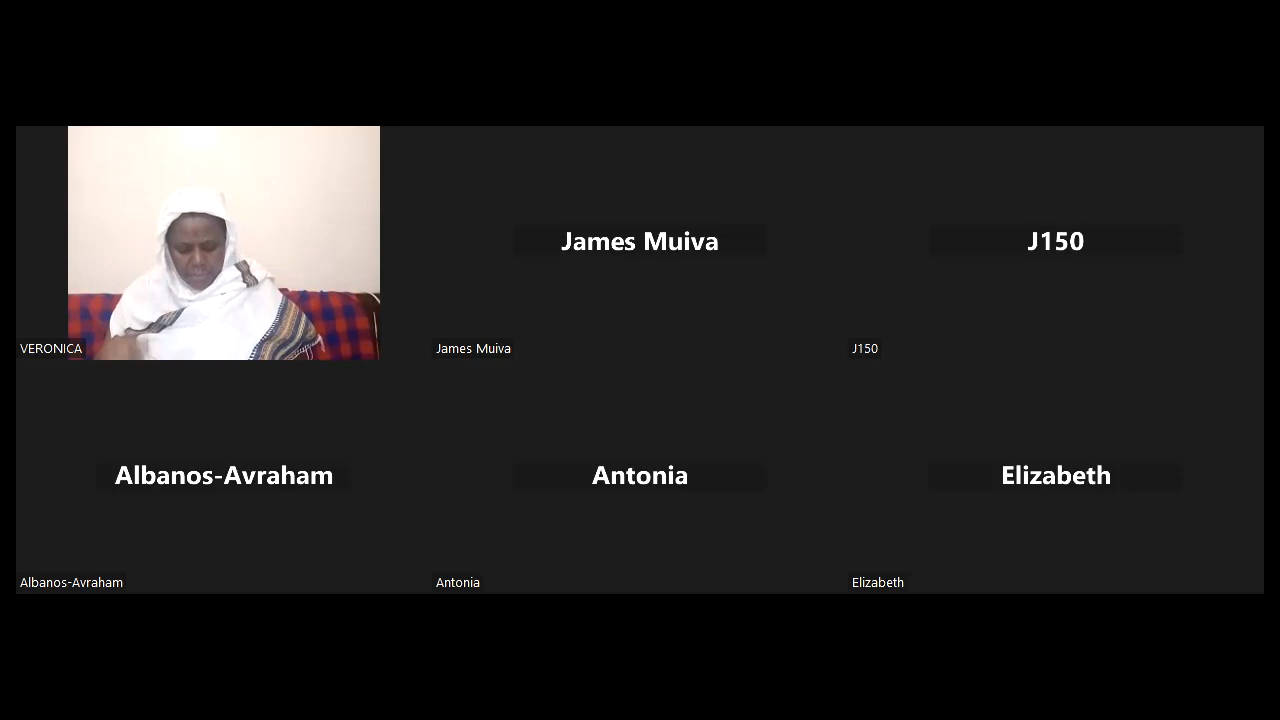 James Muiva
J150
VERONICA
James Muiva
J150
Albanos-Avraham
Antonia
Elizabeth
Albanos-Avraham
Antonia
Elizabeth